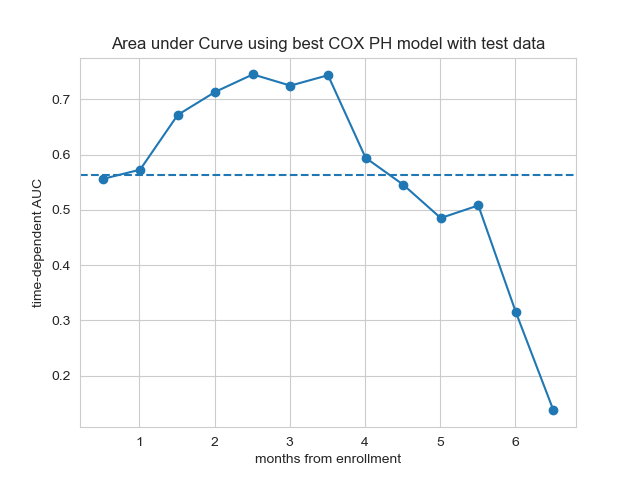 Area under Curve using best COX PH model with test data
time-dependent AUC
0.7
0.6
0.5
0.4
0.3
0.2
1 2 3 4 5 6
months from enrollment